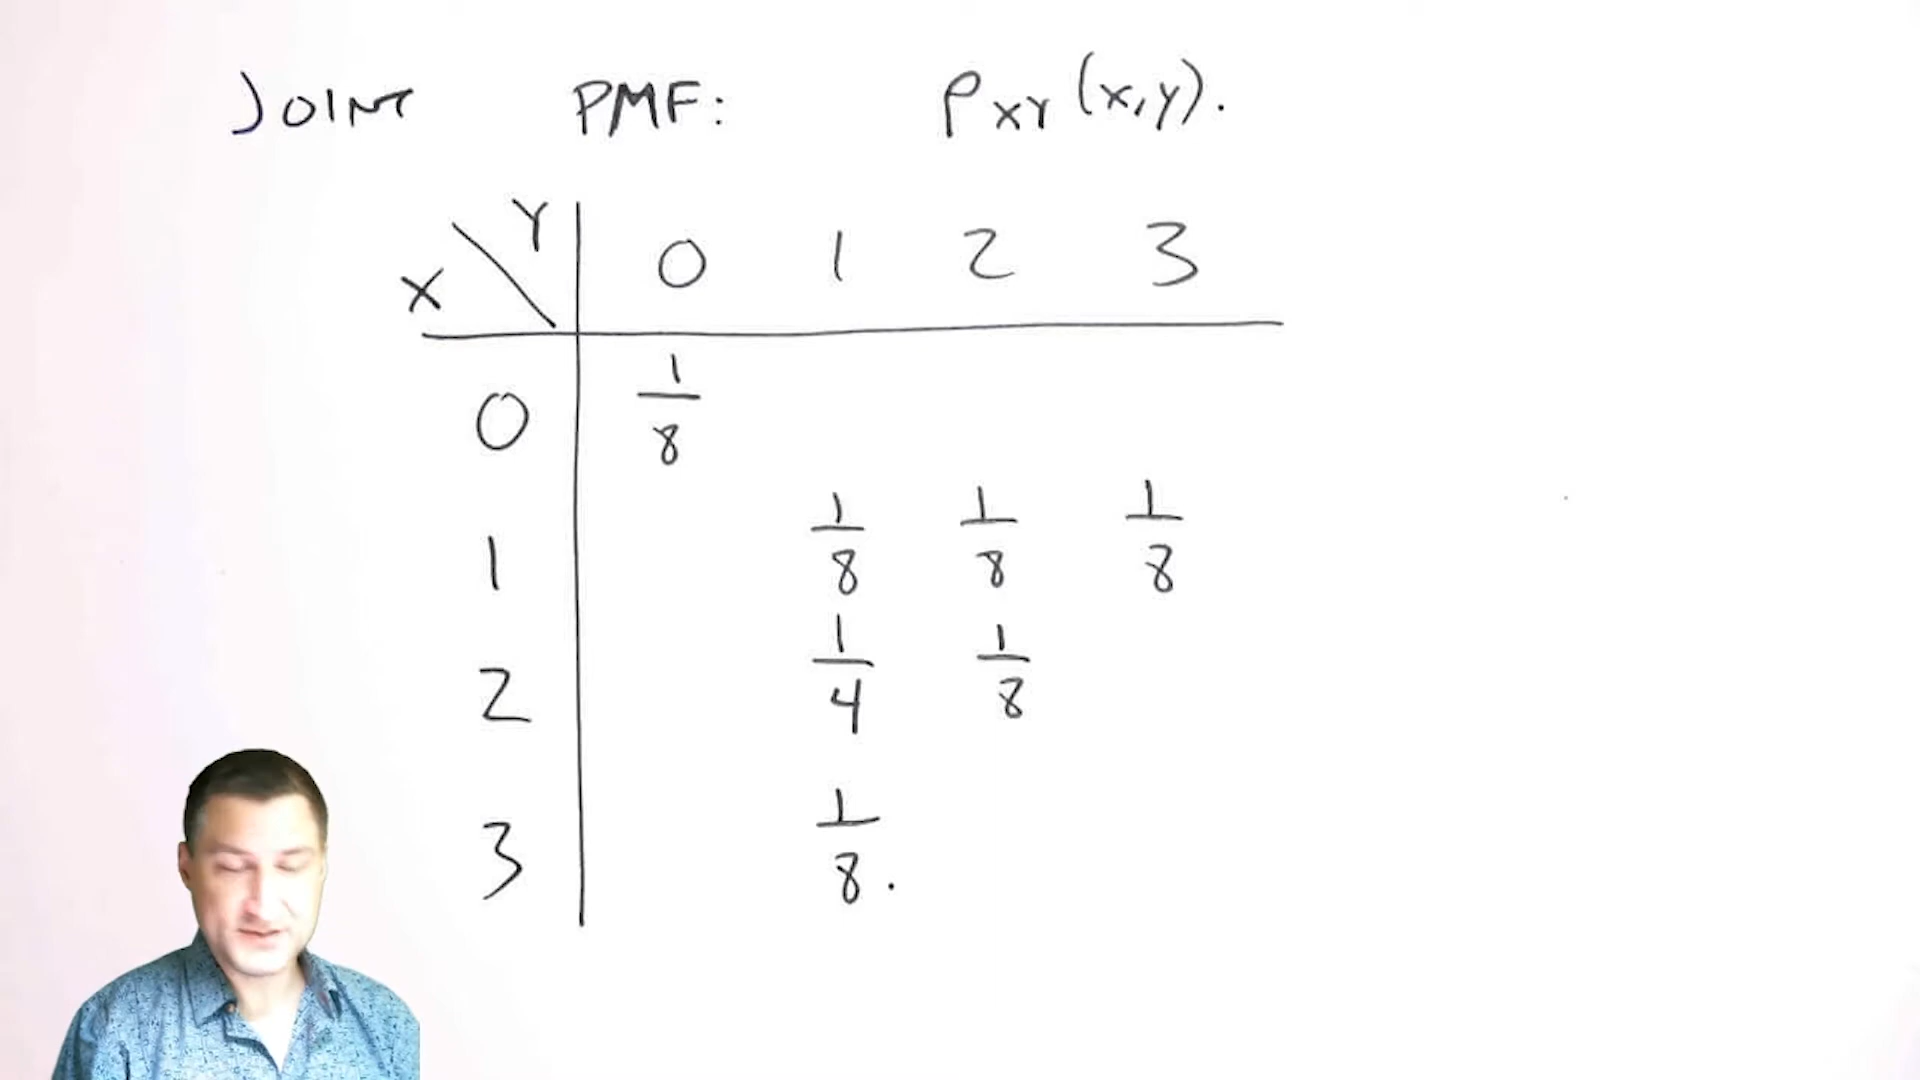 JOINT PMF: PXY(x,y).
X Y 0 1 2 3
0 1/8
1 1/8 1/8 1/8
2 1/4 1/8
3 1/8.